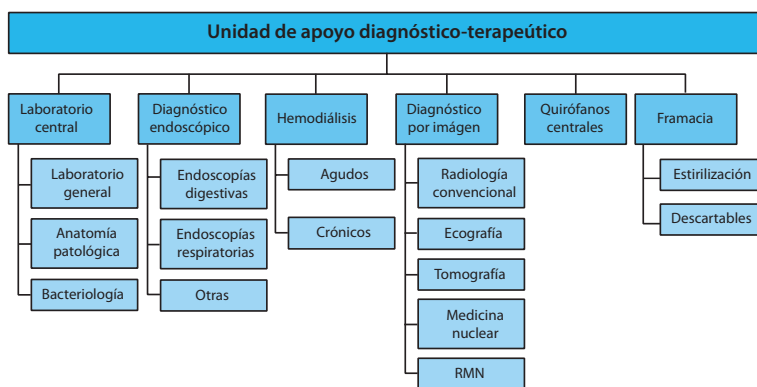 Unidad de apoyo diagnóstico-terapeútico
Laboratorio
central
Laboratorio
general
Anatomía
patológica
Bacteriología
Diagnóstico
endoscópico
Endoscopías
digestivas
Endoscopías
respiratorias
Otras
Hemodiálisis
Agudos
Crónicos
Diagnóstico
por imágen
Radiología
convencional
Ecografía
Tomografía
Medicina
nuclear
RMN
Quirófanos
centrales
Framacia
Estirilización
Descartables